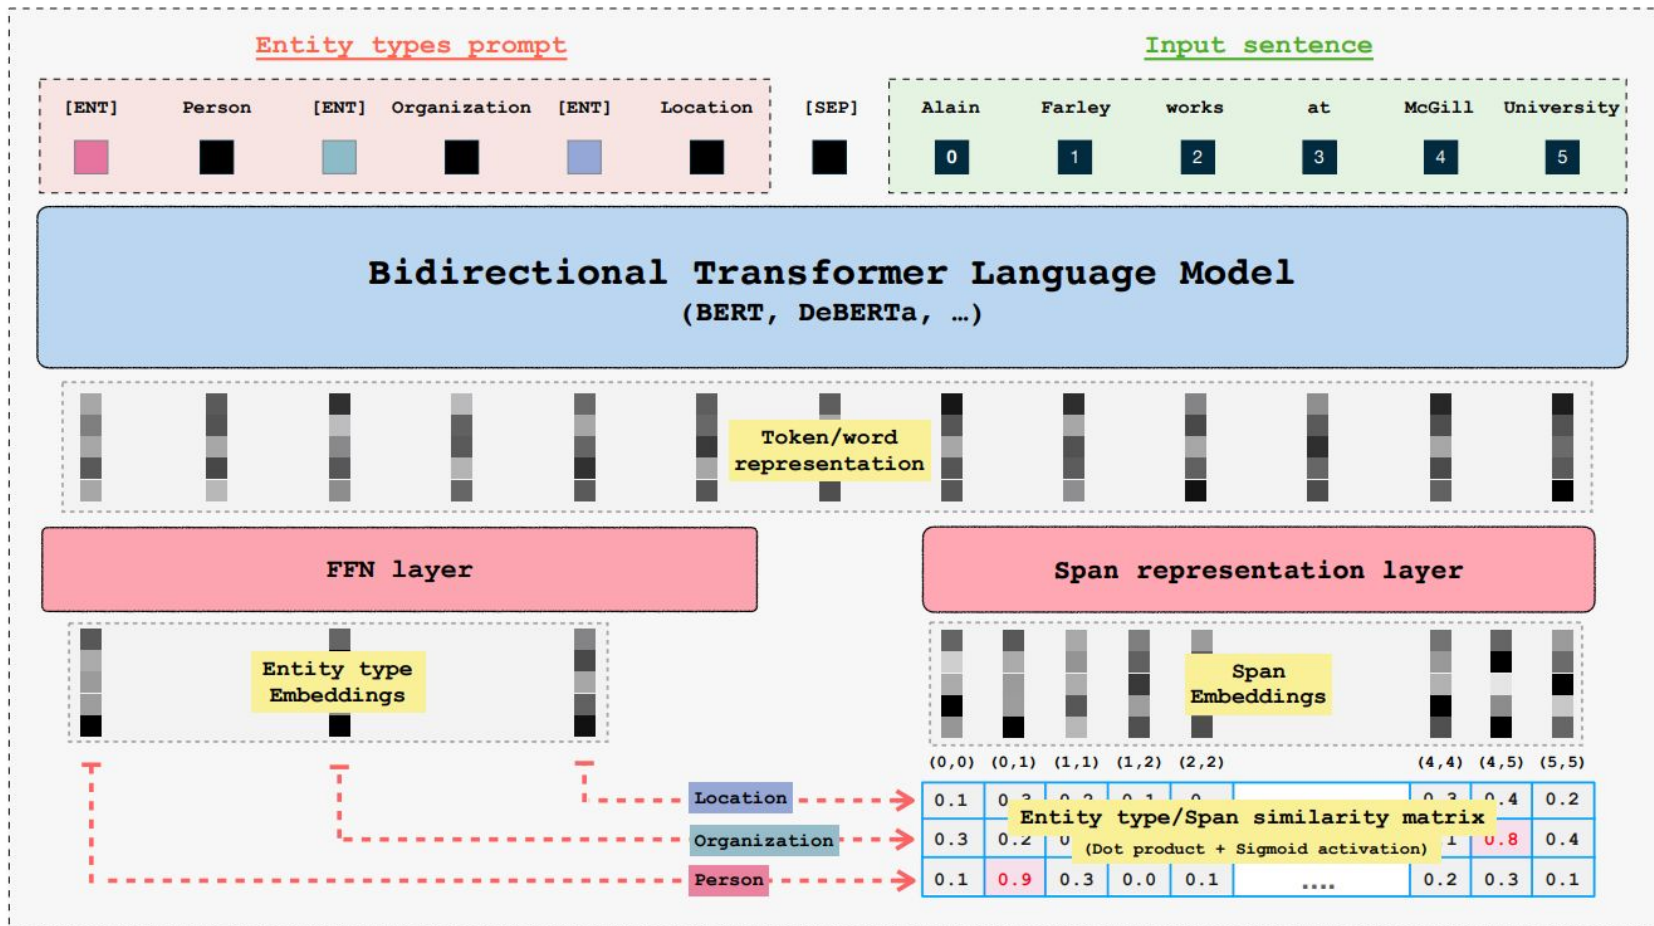 Entity types prompt Input sentence
[ENT] Person [ENT] Organization [ENT] Location [SEP] Alain Farley works at McGill University
0 1 2 3 4 5
Bidirectional Transformer Language Model
(BERT, DeBERTa, …)
Token/word
representation
FFN layer
Span representation layer
Entity type
Embeddings
Span
Embeddings
(0,0) (0,1) (1,1) (1,2) (2,2) (4,4) (4,5) (5,5)
Location 0.1 0.4 0.2
Entity type/Span similarity matrix
Organization 0.3 0.2 0.8 0.4
(Dot product + Sigmoid activation)
Person 0.1 0.9 0.3 0.0 0.1 .... 0.2 0.3 0.1